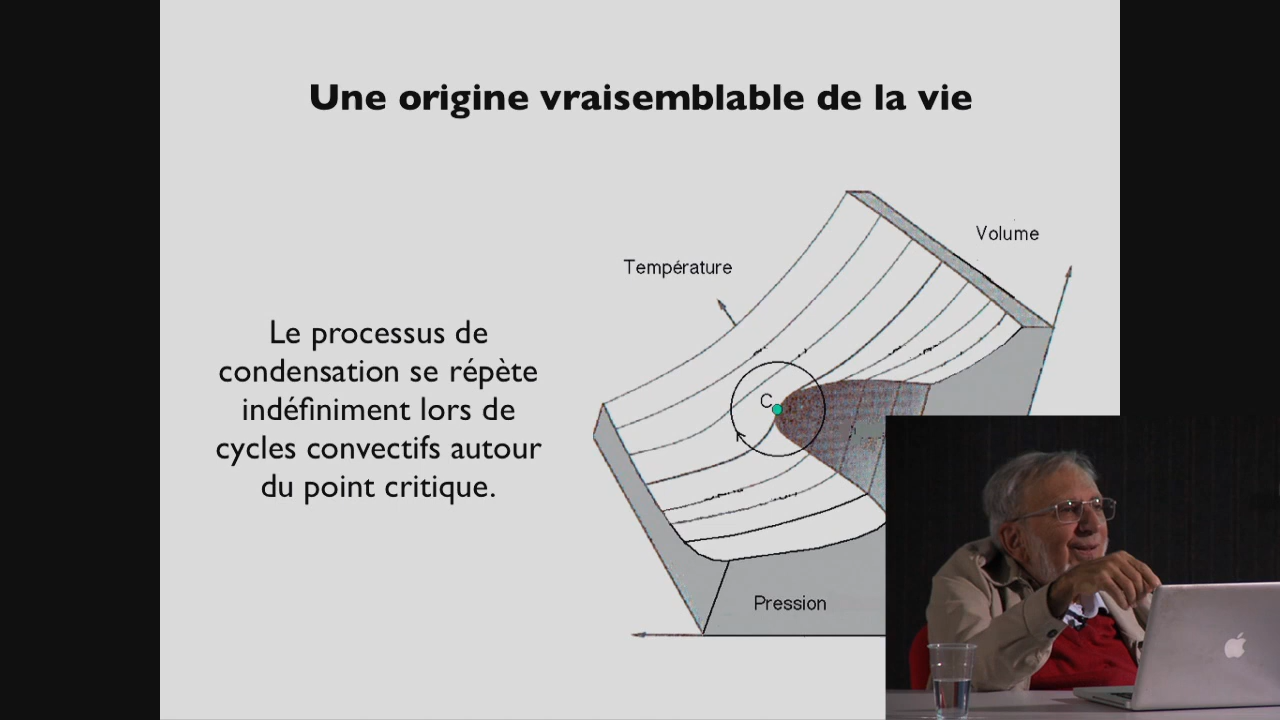 Une origine vraisemblable de la vie
Volume
Température
Le processus de
condensation se répète
indéfiniment lors de
cycles convectifs autour
du point critique.
C
Pression